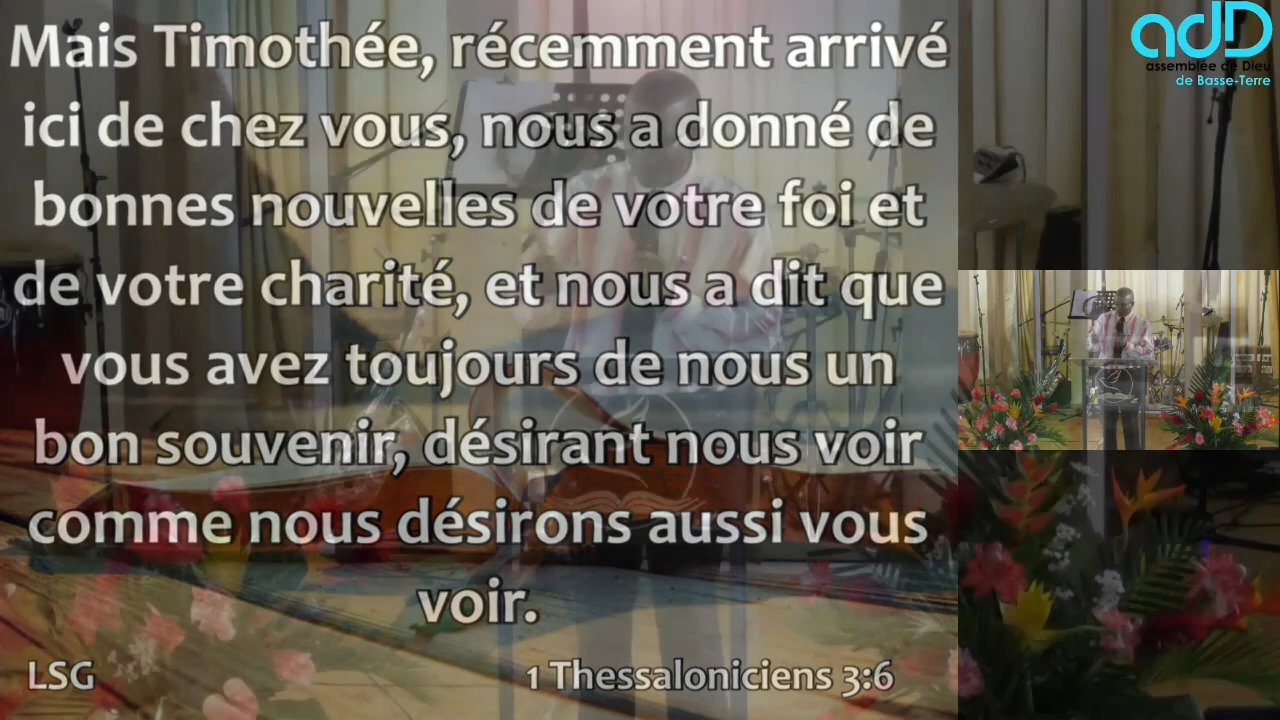 Mais Timothée, récemment arrivé
ici de chez vous, nous a donné de
bonnes nouvelles de votre foi et
de votre charité, et nous a dit que
vous avez toujours de nous un
bon souvenir, désirant nous voir
comme nous désirons aussi vous
voir.
LSG
1 Thessaloniciens 3:6
adD
assemblée de Dieu
de Basse-Terre